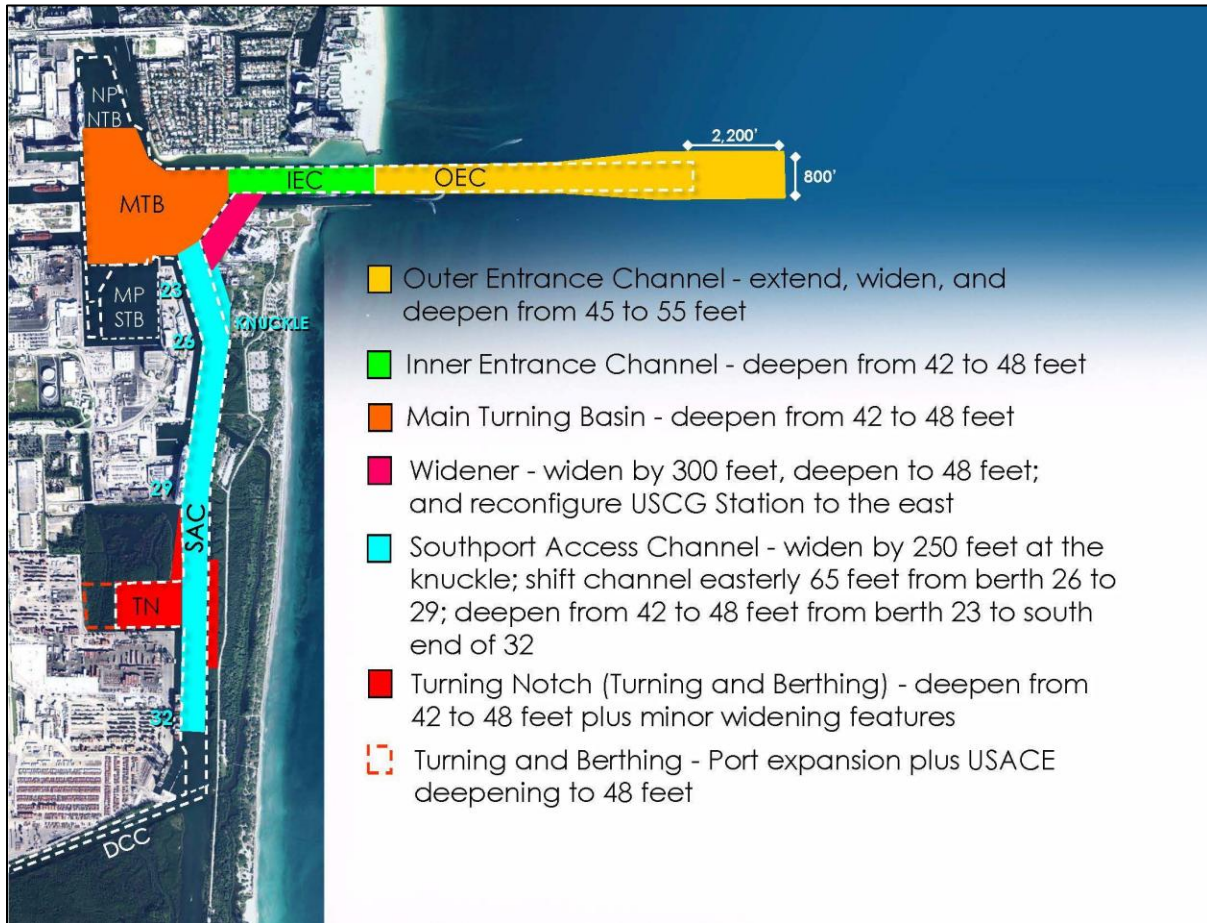 NP
NTB
2,200'
800'
IEC
OEC
MTB
23
MP
STB
26
KNUCKLE
29
SAC
TN
32
DCC
Outer Entrance Channel - extend, widen, and
deepen from 45 to 55 feet
Inner Entrance Channel - deepen from 42 to 48 feet
Main Turning Basin - deepen from 42 to 48 feet
Widener - widen by 300 feet, deepen to 48 feet;
and reconfigure USCG Station to the east
Southport Access Channel - widen by 250 feet at the
knuckle; shift channel easterly 65 feet from berth 26 to
29; deepen from 42 to 48 feet from berth 23 to south
end of 32
Turning Notch (Turning and Berthing) - deepen from
42 to 48 feet plus minor widening features
Turning and Berthing - Port expansion plus USACE
deepening to 48 feet